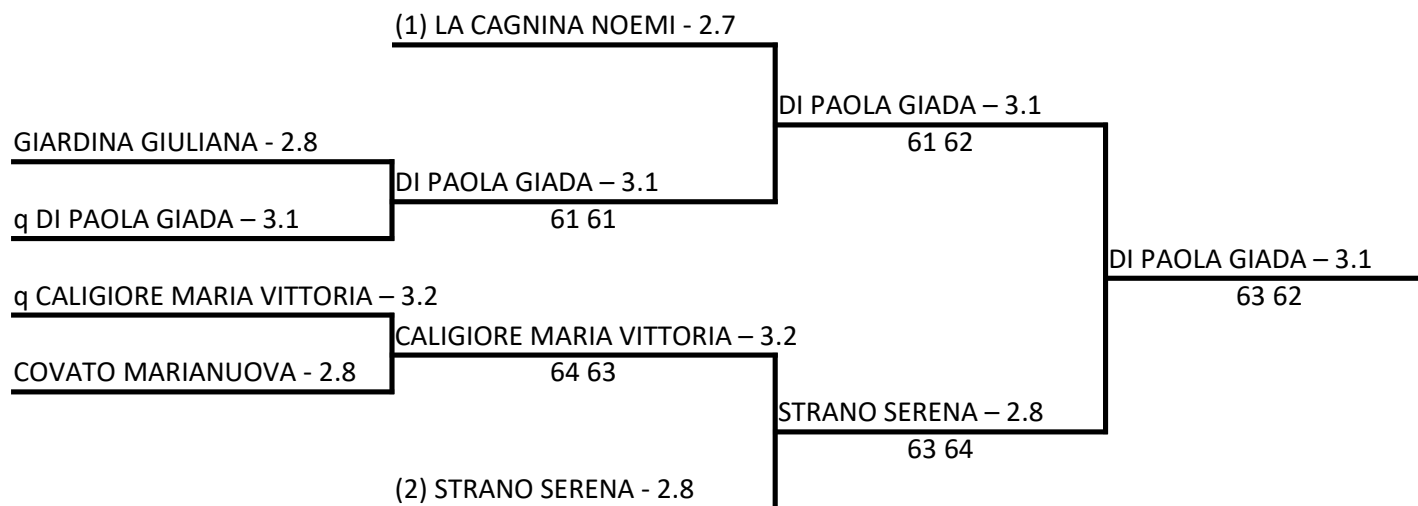 (1) LA CAGNINA NOEMI - 2.7
DI PAOLA GIADA – 3.1
61 62
GIARDINA GIULIANA - 2.8
DI PAOLA GIADA – 3.1
61 61
q DI PAOLA GIADA – 3.1
DI PAOLA GIADA – 3.1
63 62
q CALIGIORE MARIA VITTORIA – 3.2
CALIGIORE MARIA VITTORIA – 3.2
64 63
COVATO MARIANUOVA - 2.8
STRANO SERENA – 2.8
63 64
(2) STRANO SERENA - 2.8